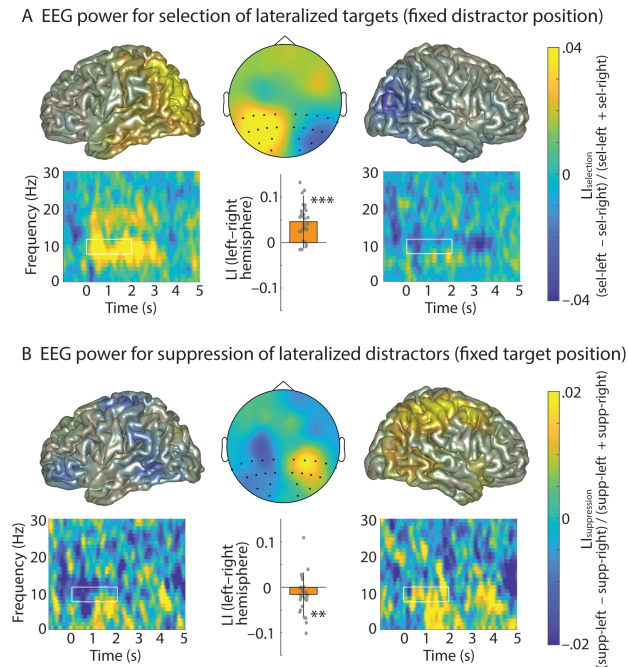 A EEG power for selection of lateralized targets (fixed distractor position)
.04
0
-.04
LIselection
(sel-left − sel-right) / (sel-left + sel-right)
30
20
10
0
Frequency (Hz)
0 1 2 3 4 5
Time (s)
0.1
0
−0.1
LI (left–right
hemisphere)
***
30
20
10
0
0 1 2 3 4 5
Time (s)
B EEG power for suppression of lateralized distractors (fixed target position)
.02
0
-.02
LIsuppression
(supp-left − supp-right) / (supp-left + supp-right)
30
20
10
0
Frequency (Hz)
0 1 2 3 4 5
Time (s)
0.1
0
−0.1
LI (left–right
hemisphere)
**
30
20
10
0
0 1 2 3 4 5
Time (s)